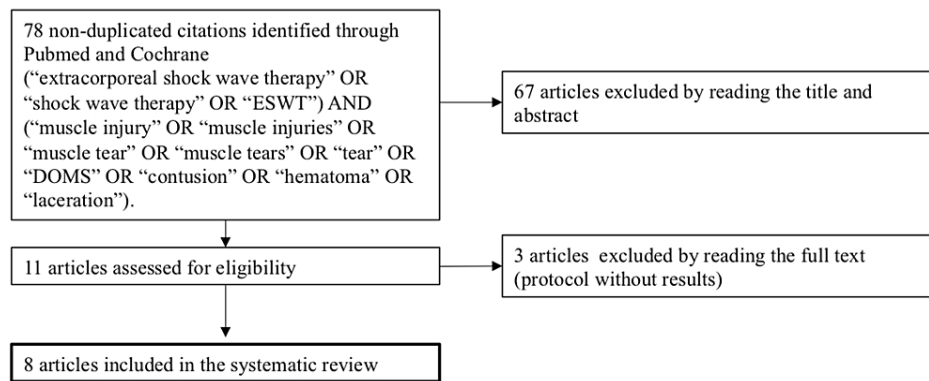 78 non-duplicated citations identified through
Pubmed and Cochrane
(“extracorporeal shock wave therapy” OR
“shock wave therapy” OR “ESWT”) AND
(“muscle injury” OR “muscle injuries” OR
“muscle tear” OR “muscle tears” OR “tear” OR
“DOMS” OR “contusion” OR “hematoma” OR
“laceration”).
67 articles excluded by reading the title and
abstract
11 articles assessed for eligibility
3 articles excluded by reading the full text
(protocol without results)
8 articles included in the systematic review